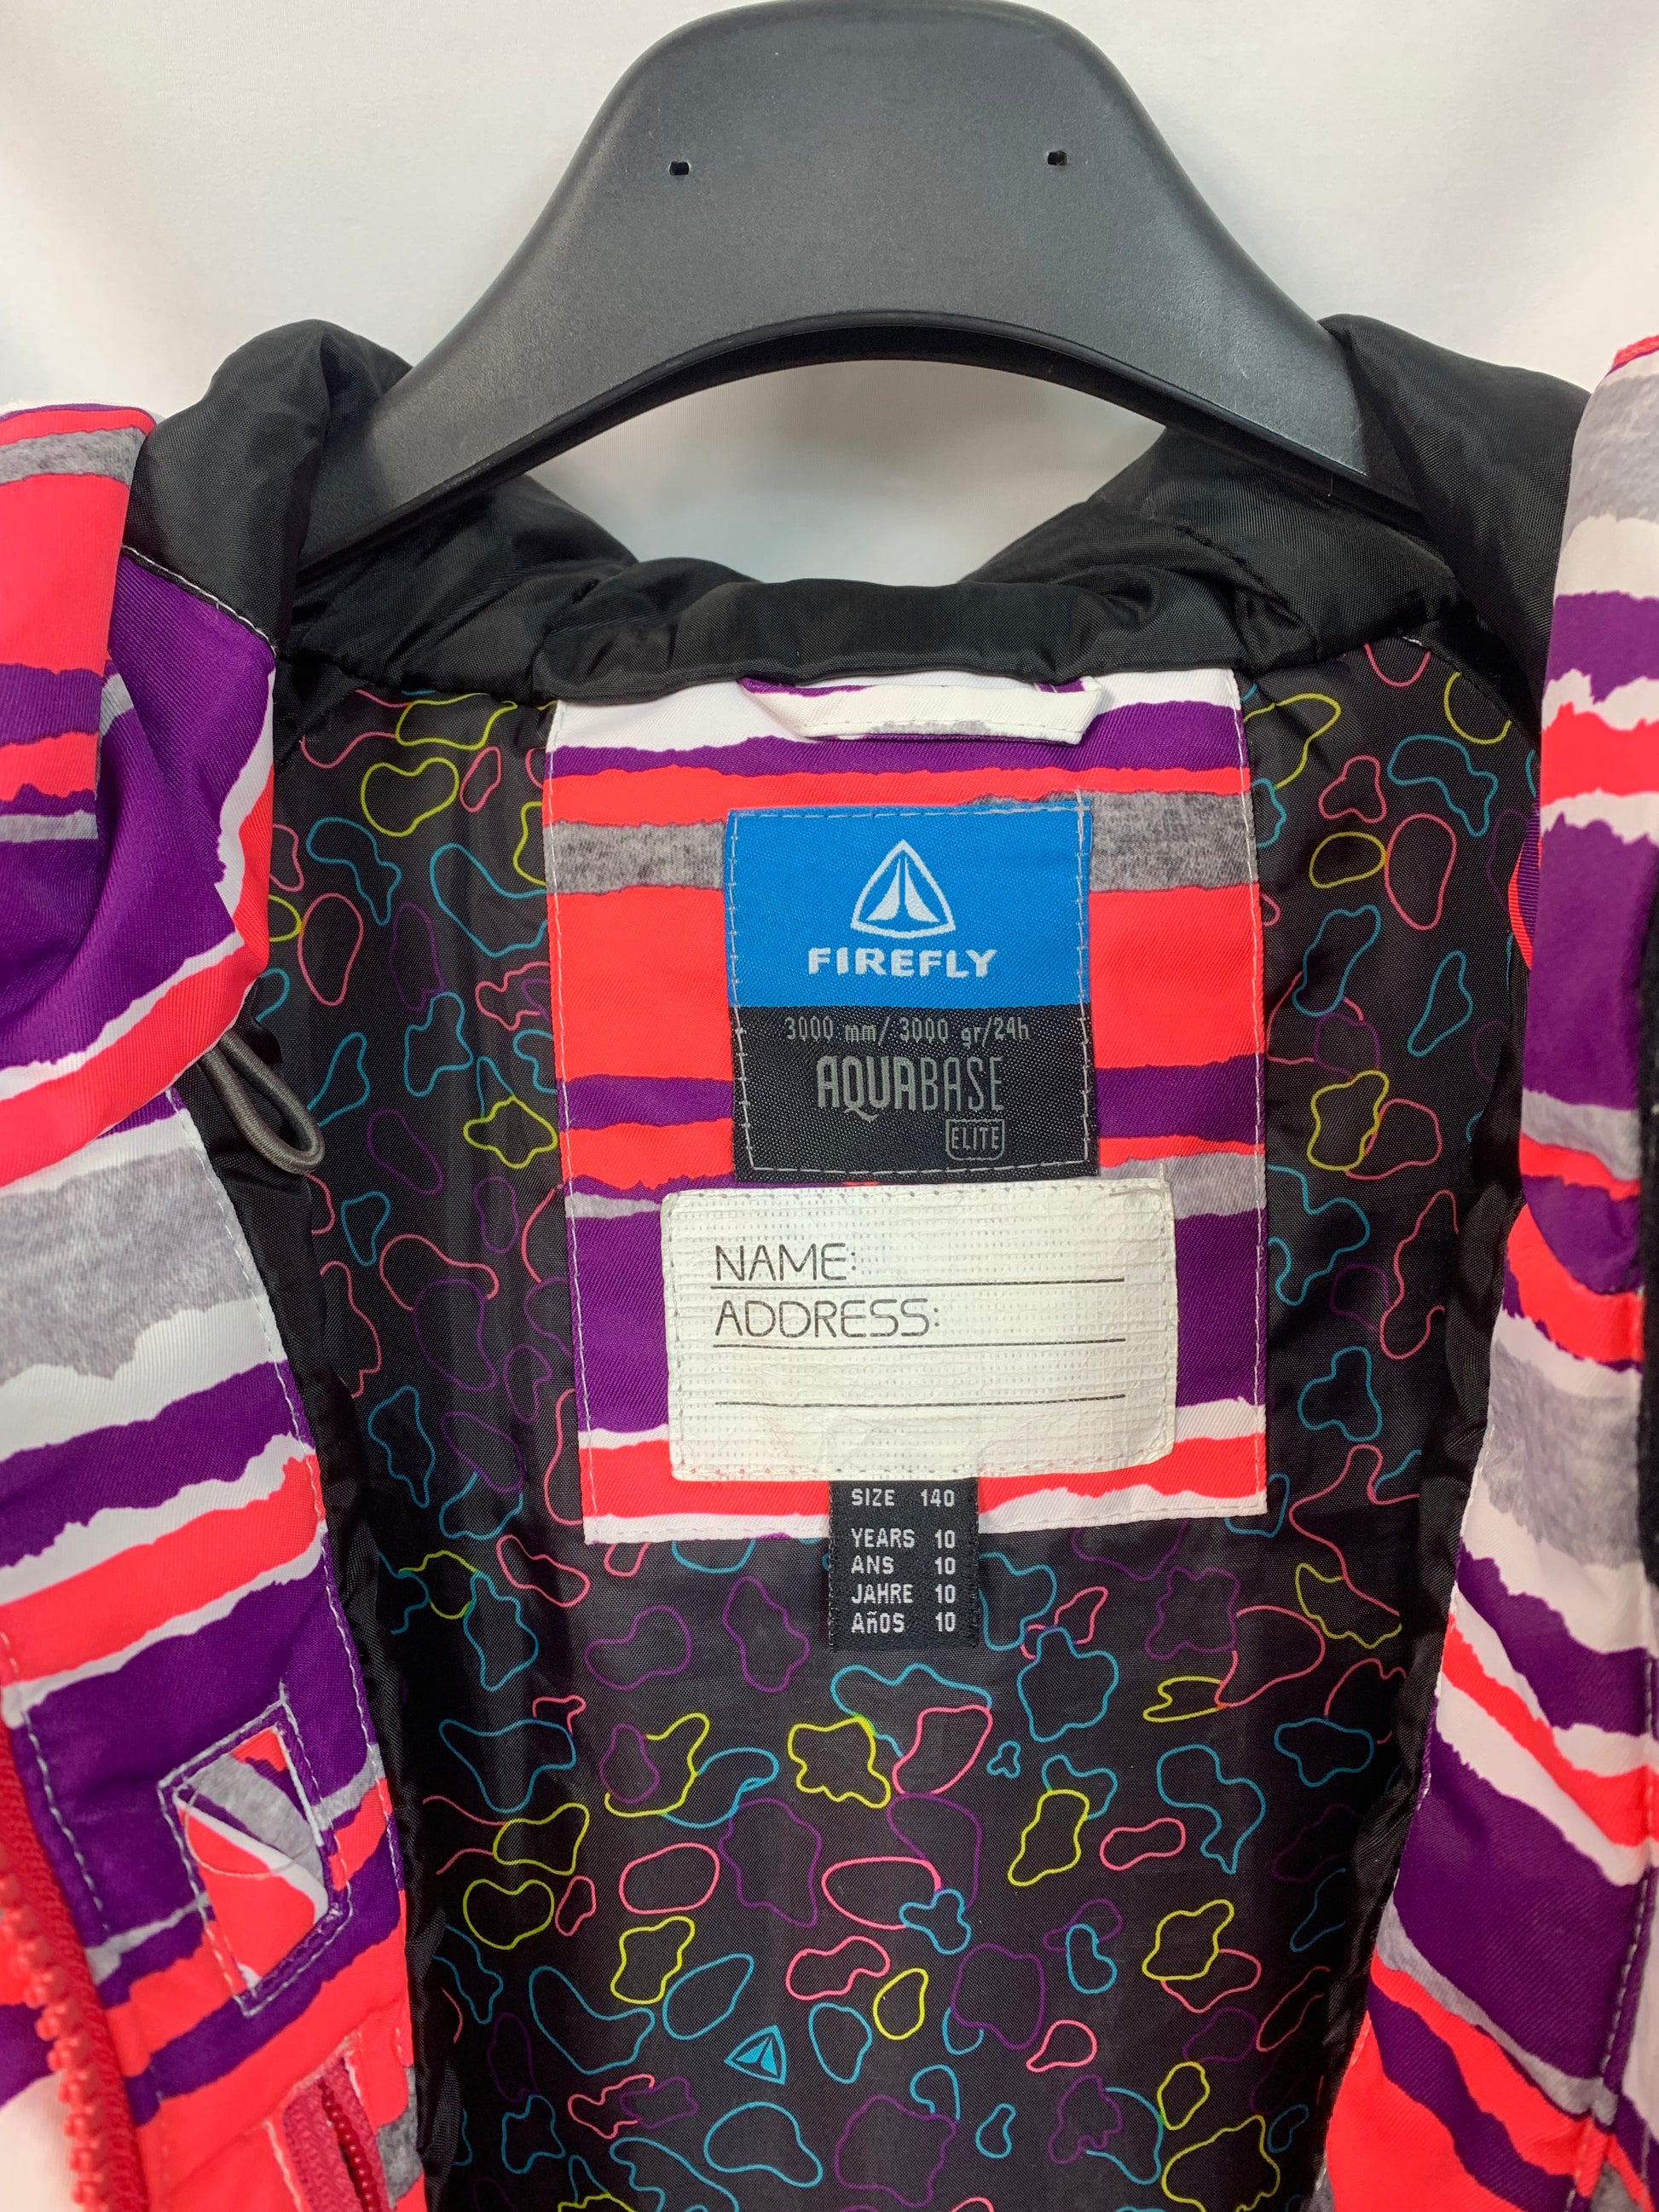 FIREFLY
3000 mm/3000 gr/24h
AQUABASE
ELITE
NAME:
ADDRESS:
SIZE 140
YEARS 10
ANS 10
JAHRE 10
AñOS 10